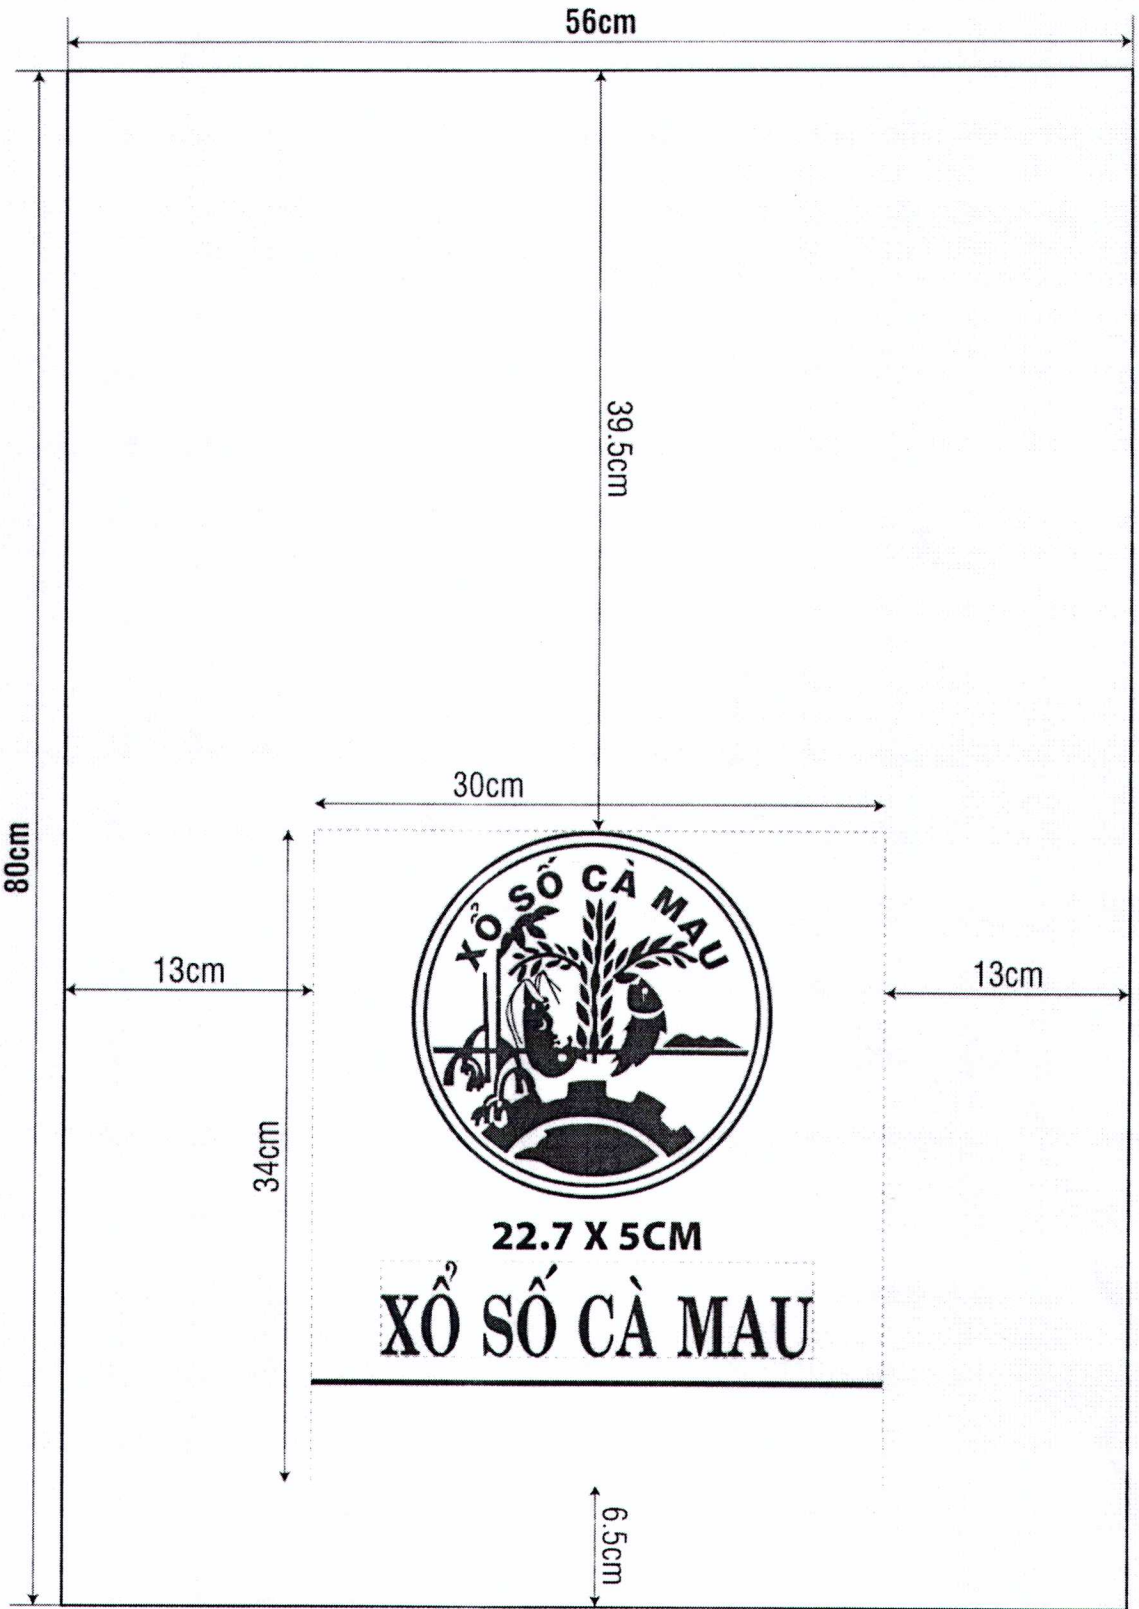 56cm
39.5cm
30cm
80cm
XỔ SỐ CÀ MAU
13cm
13cm
34cm
22.7 X 5CM
XỔ SỐ CÀ MAU
6.5cm